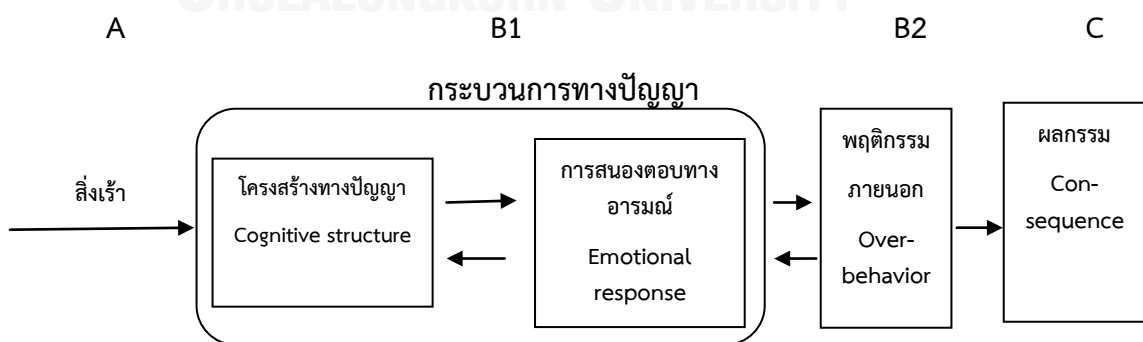 CHULALONGKORN UNIVERSITY
A B1 B2 C
กระบวนการทางปัญญา
สิ่งเร้า
โครงสร้างทางปัญญา
Cognitive structure
การสนองตอบทาง
อารมณ์
Emotional
response
พฤติกรรม
ภายนอก
Over-
behavior
ผลกรรม
Con-
sequence